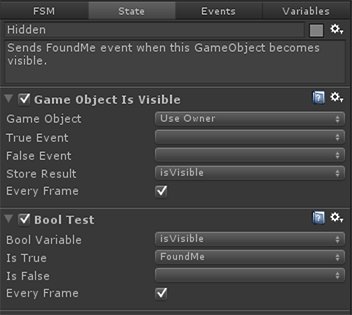 FSM State Events Variables
Hidden
Sends FoundMe event when this GameObject becomes
visible.
Game Object Is Visible
Game Object Use Owner
True Event
False Event
Store Result isVisible
Every Frame
Bool Test
Bool Variable isVisible
Is True FoundMe
Is False
Every Frame